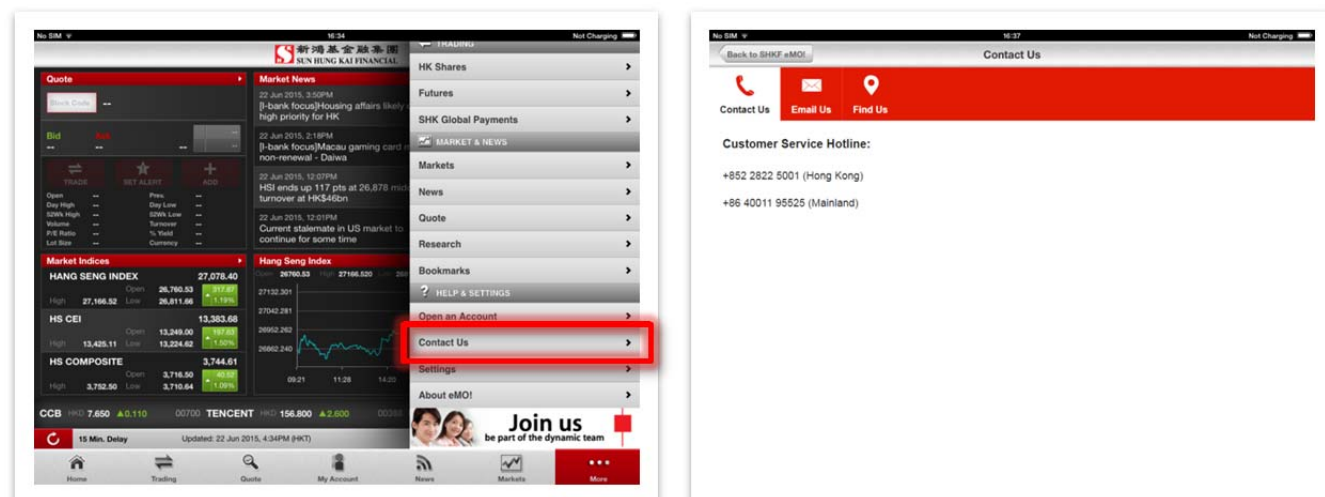 No SIM 16:34 Not Charging
新鴻基金融集團
SUN HUNG KAI FINANCIAL
Quote
Stock Code --
Bid Ask --
-- -- -- --
TRADE SET ALERT ADD
Open -- Prev. --
Day High -- Day Low --
52Wk High -- 52Wk Low --
Volume -- Turnover --
P/E Ratio -- % Yield --
Lot Size -- Currency --
Market Indices
HANG SENG INDEX 27,078.40
Open 26,760.53 317.87
High 27,166.52 Low 26,811.66 1.19%
HS CEI 13,383.68
Open 13,249.00
High 13,425.11 Low 13,224.62 1.50%
HS COMPOSITE 3,744.61
Open 3,716.50 40.52
High 3,752.50 Low 3,710.64 1.09%
Market News
22 Jun 2015, 3:50PM
[I-bank focus]Housing affairs likely
high priority for HK
22 Jun 2015, 2:18PM
[I-bank focus]Macau gaming card
non-renewal - Daiwa
22 Jun 2015, 12:07PM
HSI ends up 117 pts at 26,878
turnover at HK$46bn
22 Jun 2015, 12:01PM
Current stalemate in US market to
continue for some time
Hang Seng Index
Open 26760.53 High 27166.520 Low
27132.301
27042.281
26952.262
26862.240
09:21 11:28 14:20
TRADING
HK Shares
Futures
SHK Global Payments
MARKET & NEWS
Markets
News
Quote
Research
Bookmarks
? HELP & SETTINGS
Open an Account
Contact Us
Settings
About eMO!
Join us
be part of the dynamic team
CCB HKD 7.650 ▲0.110 00700 TENCENT HKD 156.800 ▲2.600
15 Min. Delay Updated: 22 Jun 2015, 4:34PM (HKT)
Home Trading Quote My Account News Markets More
No SIM 16:37 Not Charging
Back to SHKF eMO! Contact Us
Contact Us Email Us Find Us
Customer Service Hotline:
+852 2822 5001 (Hong Kong)
+86 40011 95525 (Mainland)